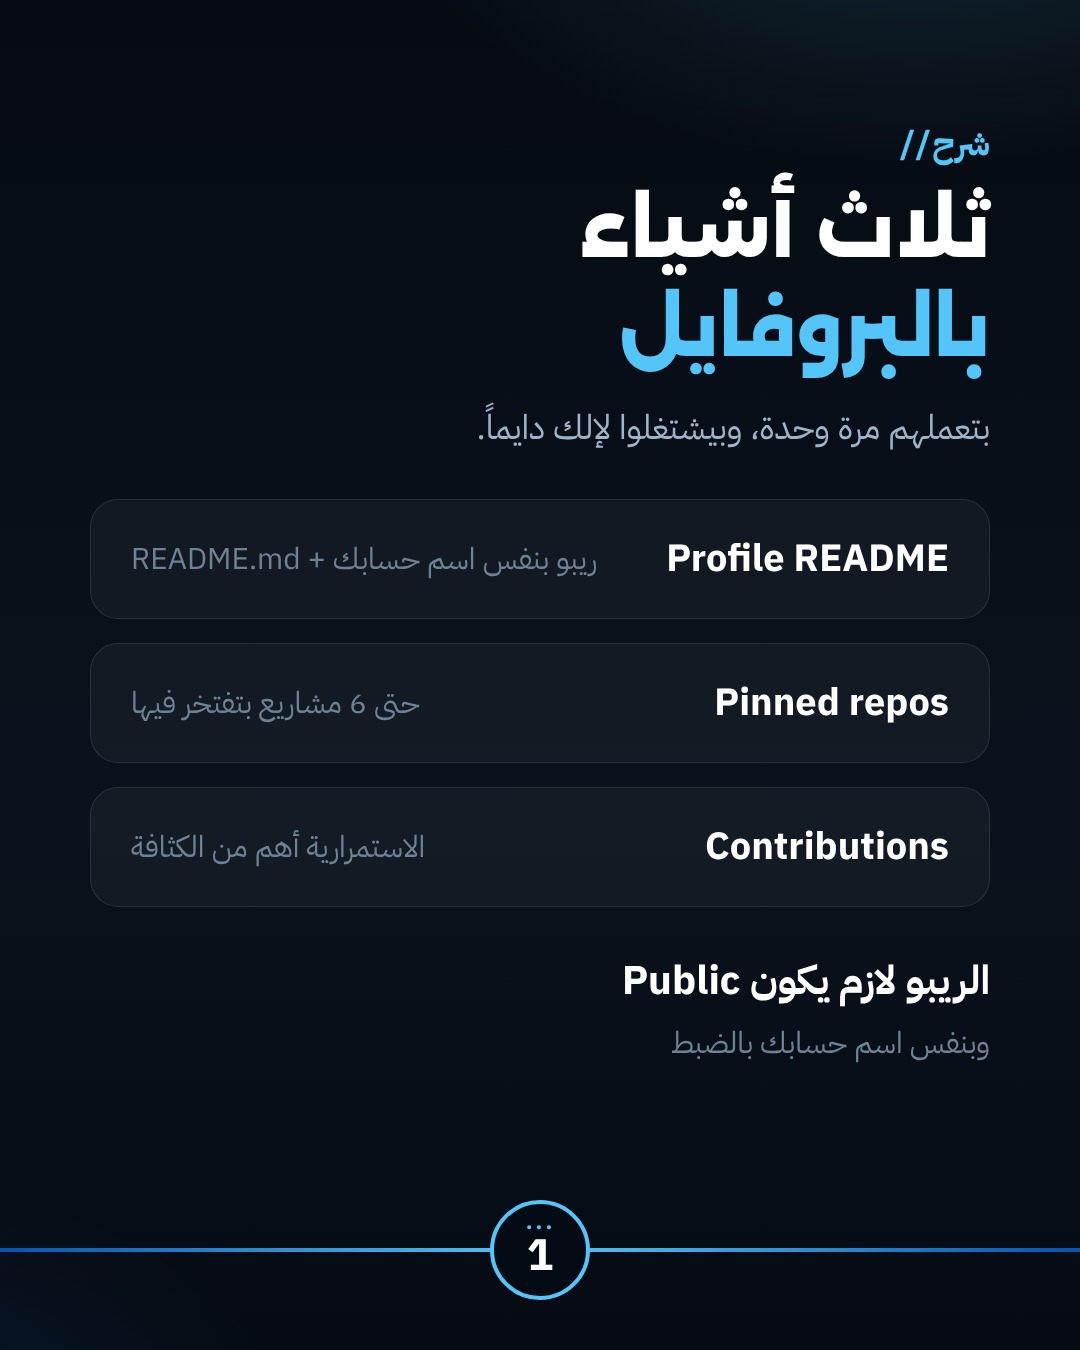 شرح//
ثلاث أشياء
بالبروفايل
بتعملهم مرة وحدة، وبيشتغلوا لإلك دايماً.
Profile README ريبو بنفس اسم حسابك + README.md
Pinned repos حتى 6 مشاريع بتفتخر فيها
Contributions الاستمرارية أهم من الكثافة
الريبو لازم يكون Public
وبنفس اسم حسابك بالضبط
1